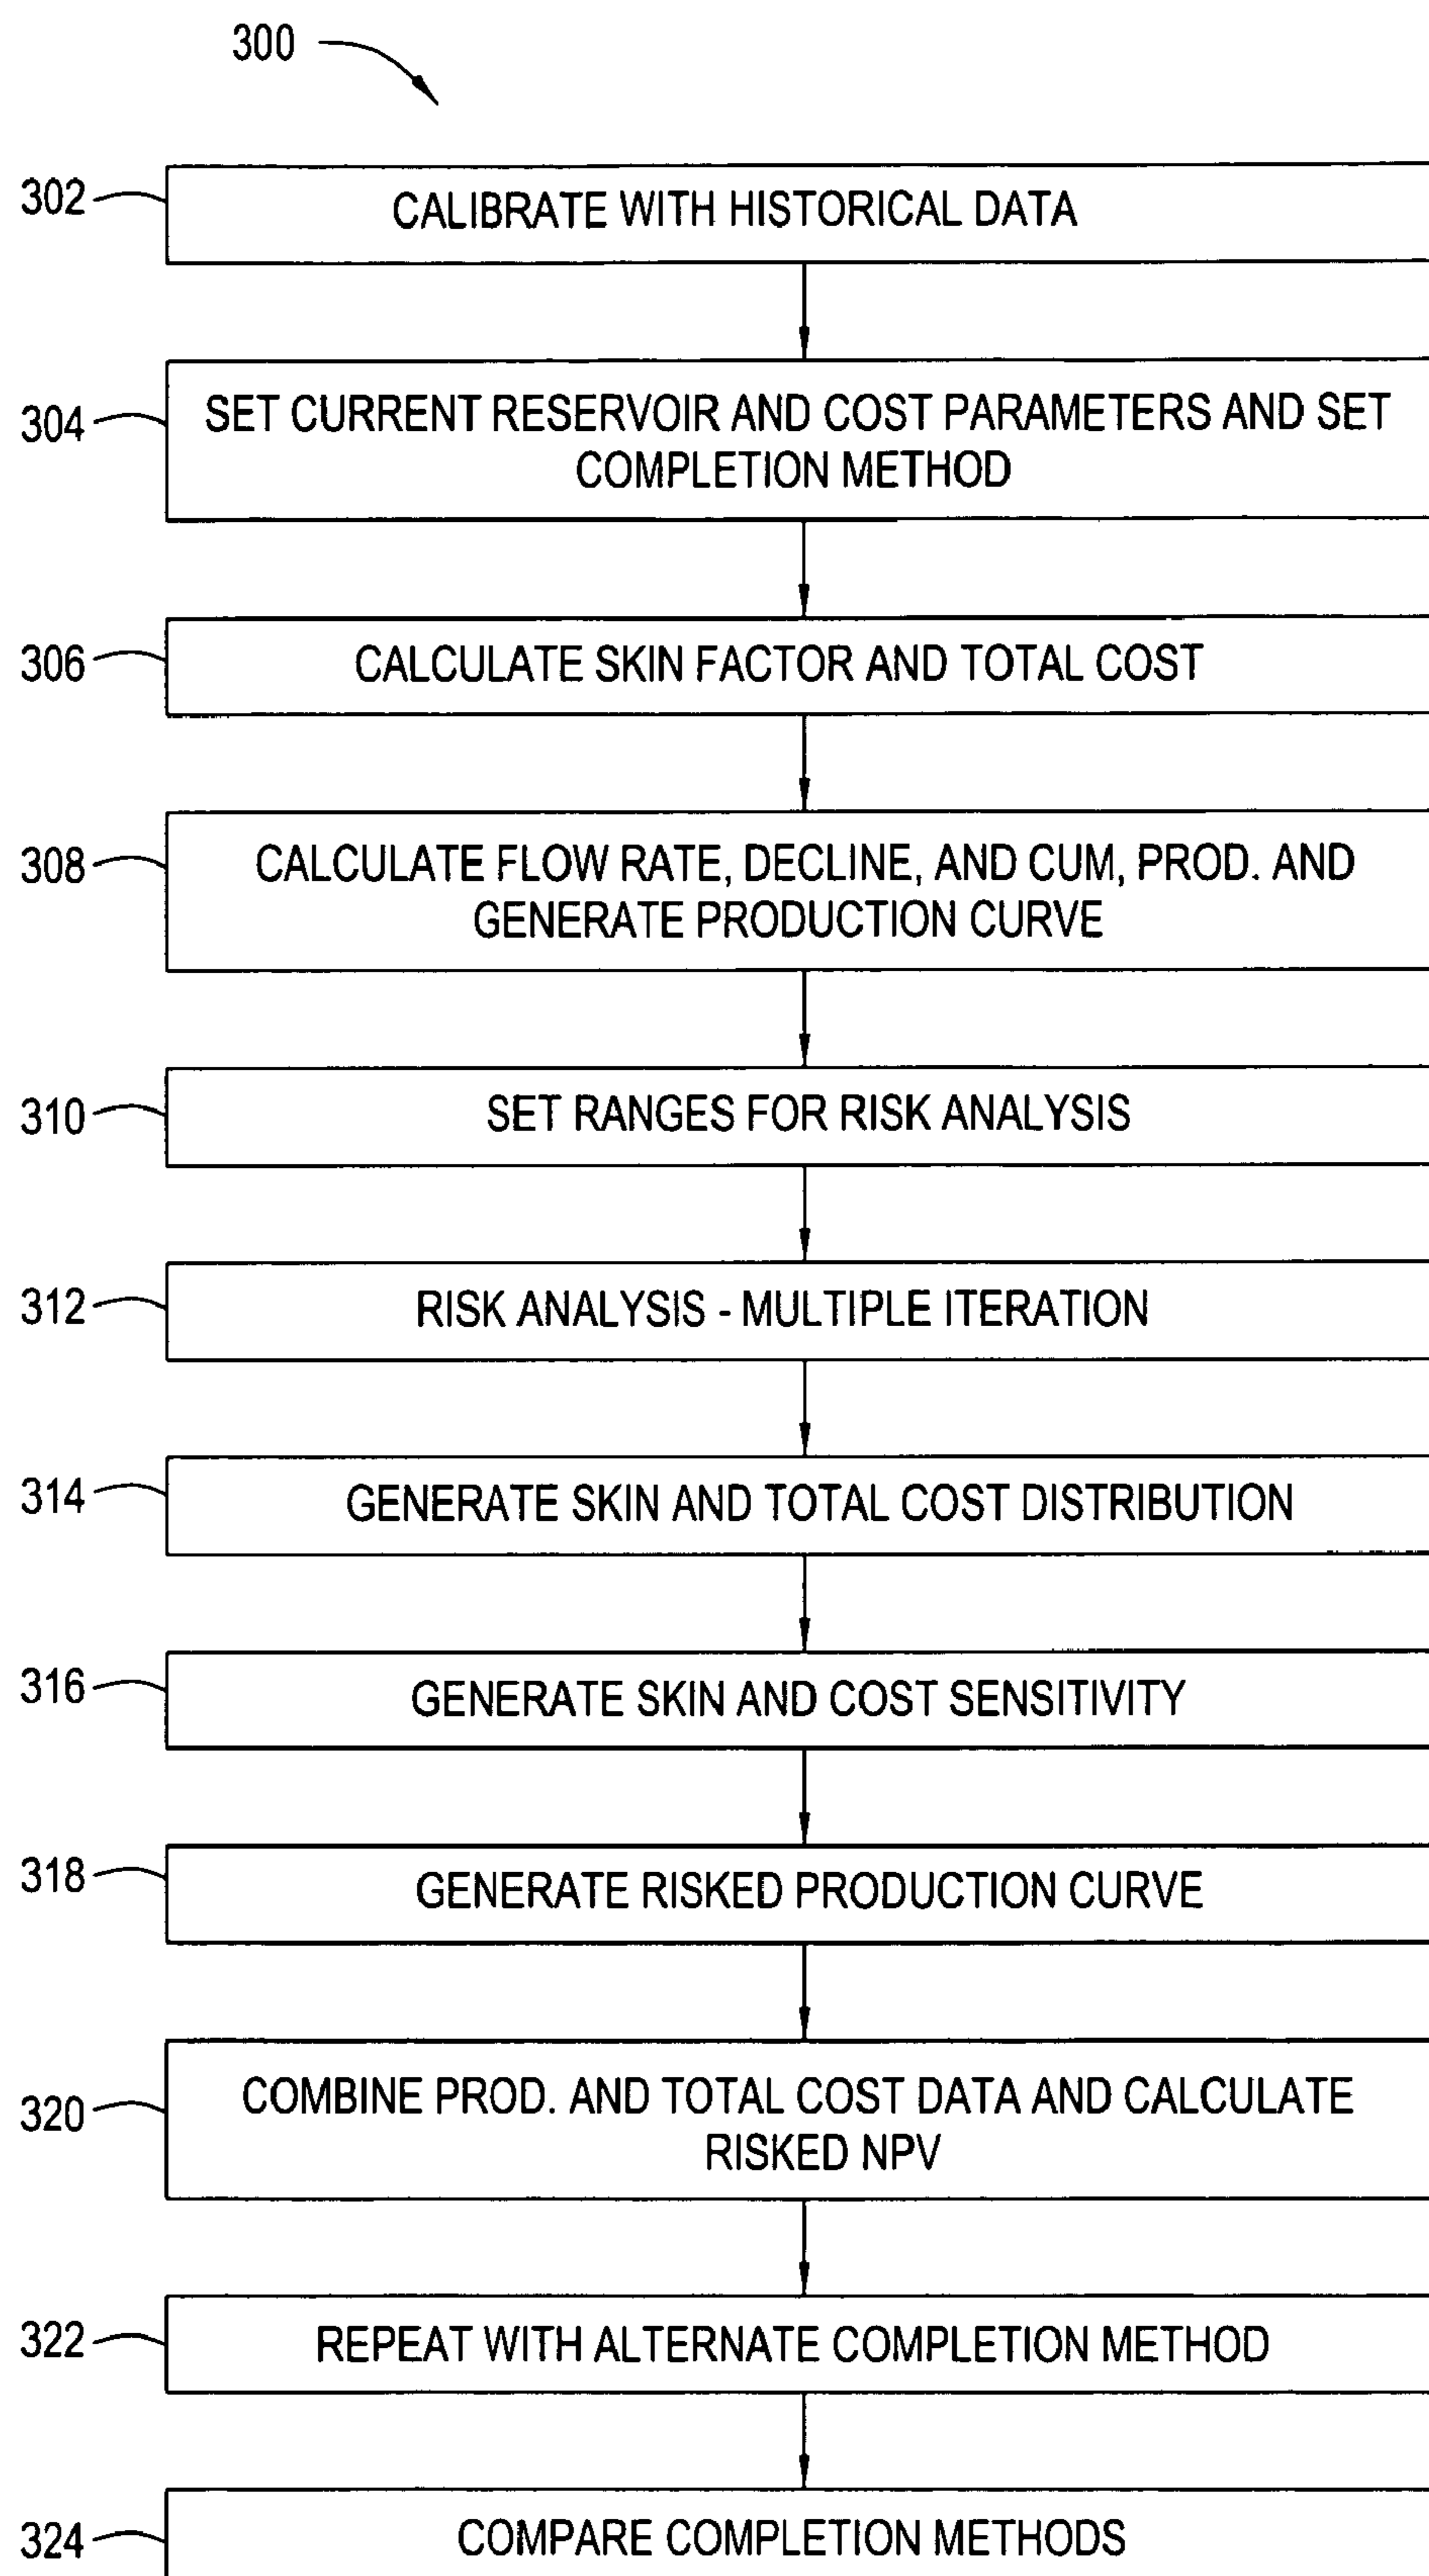 300
302
CALIBRATE WITH HISTORICAL DATA
304
SET CURRENT RESERVOIR AND COST PARAMETERS AND SET
COMPLETION METHOD
306
CALCULATE SKIN FACTOR AND TOTAL COST
308
CALCULATE FLOW RATE, DECLINE, AND CUM, PROD. AND
GENERATE PRODUCTION CURVE
310
SET RANGES FOR RISK ANALYSIS
312
RISK ANALYSIS - MULTIPLE ITERATION
314
GENERATE SKIN AND TOTAL COST DISTRIBUTION
316
GENERATE SKIN AND COST SENSITIVITY
318
GENERATE RISKED PRODUCTION CURVE
320
COMBINE PROD. AND TOTAL COST DATA AND CALCULATE
RISKED NPV
322
REPEAT WITH ALTERNATE COMPLETION METHOD
324
COMPARE COMPLETION METHODS